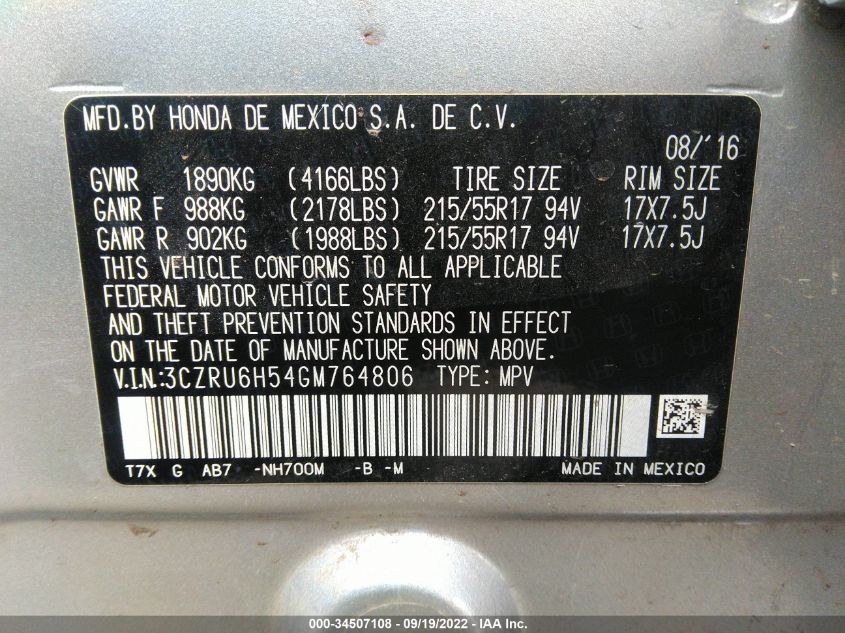 MFD.BY HONDA DE MEXICO S.A. DE C.V.
08/'16
GVWR 1890KG (4166LBS) TIRE SIZE RIM SIZE
GAWR F 988KG (2178LBS) 215/55R17 94V 17X7.5J
GAWR R 902KG (1988LBS) 215/55R17 94V 17X7.5J
THIS VEHICLE CONFORMS TO ALL APPLICABLE
FEDERAL MOTOR VEHICLE SAFETY
AND THEFT PREVENTION STANDARDS IN EFFECT
ON THE DATE OF MANUFACTURE SHOWN ABOVE.
V.I.N.:3CZRU6H54GM764806 TYPE: MPV
T7X G AB7 -NH700M -B -M MADE IN MEXICO
000-34507108 - 09/19/2022 - IAA Inc.